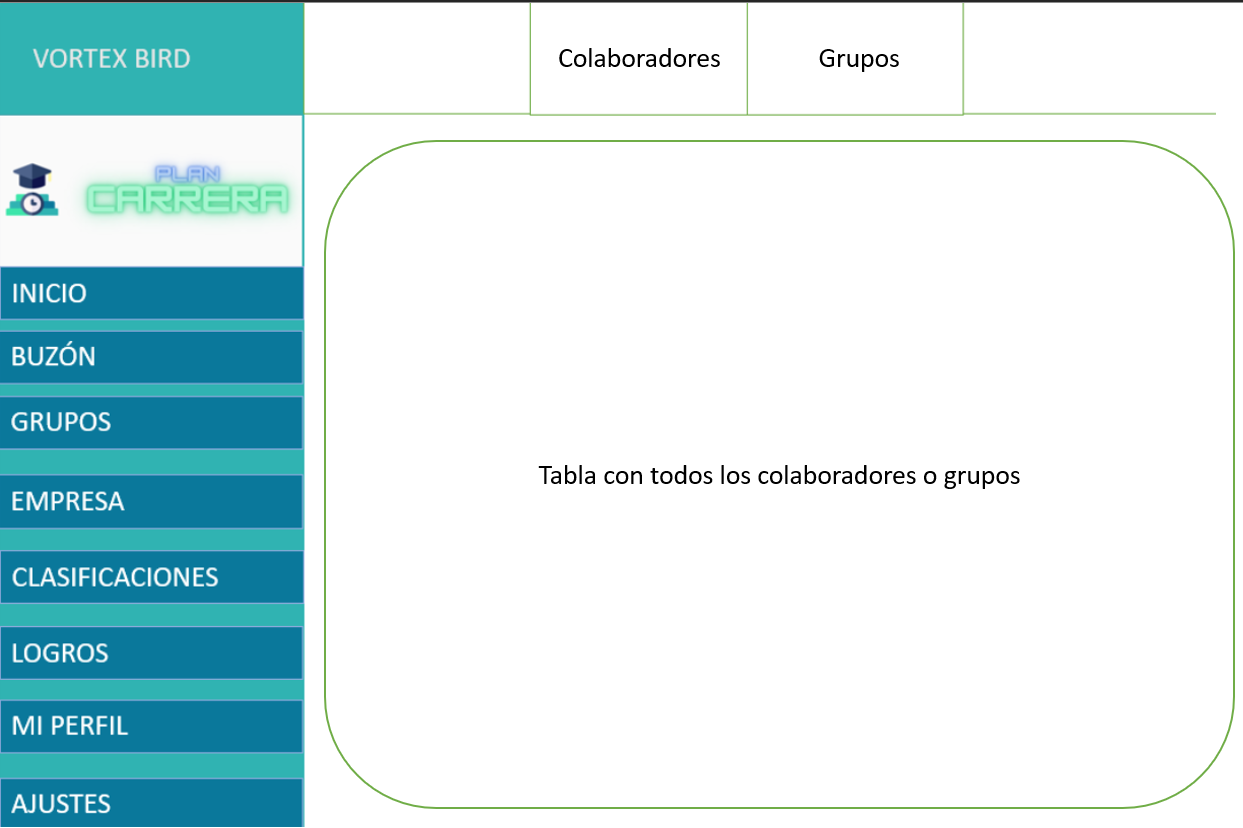 VORTEX BIRD
Colaboradores
Grupos
PLAN
CARRERA
INICIO
BUZÓN
GRUPOS
EMPRESA
CLASIFICACIONES
LOGROS
MI PERFIL
AJUSTES
Tabla con todos los colaboradores o grupos